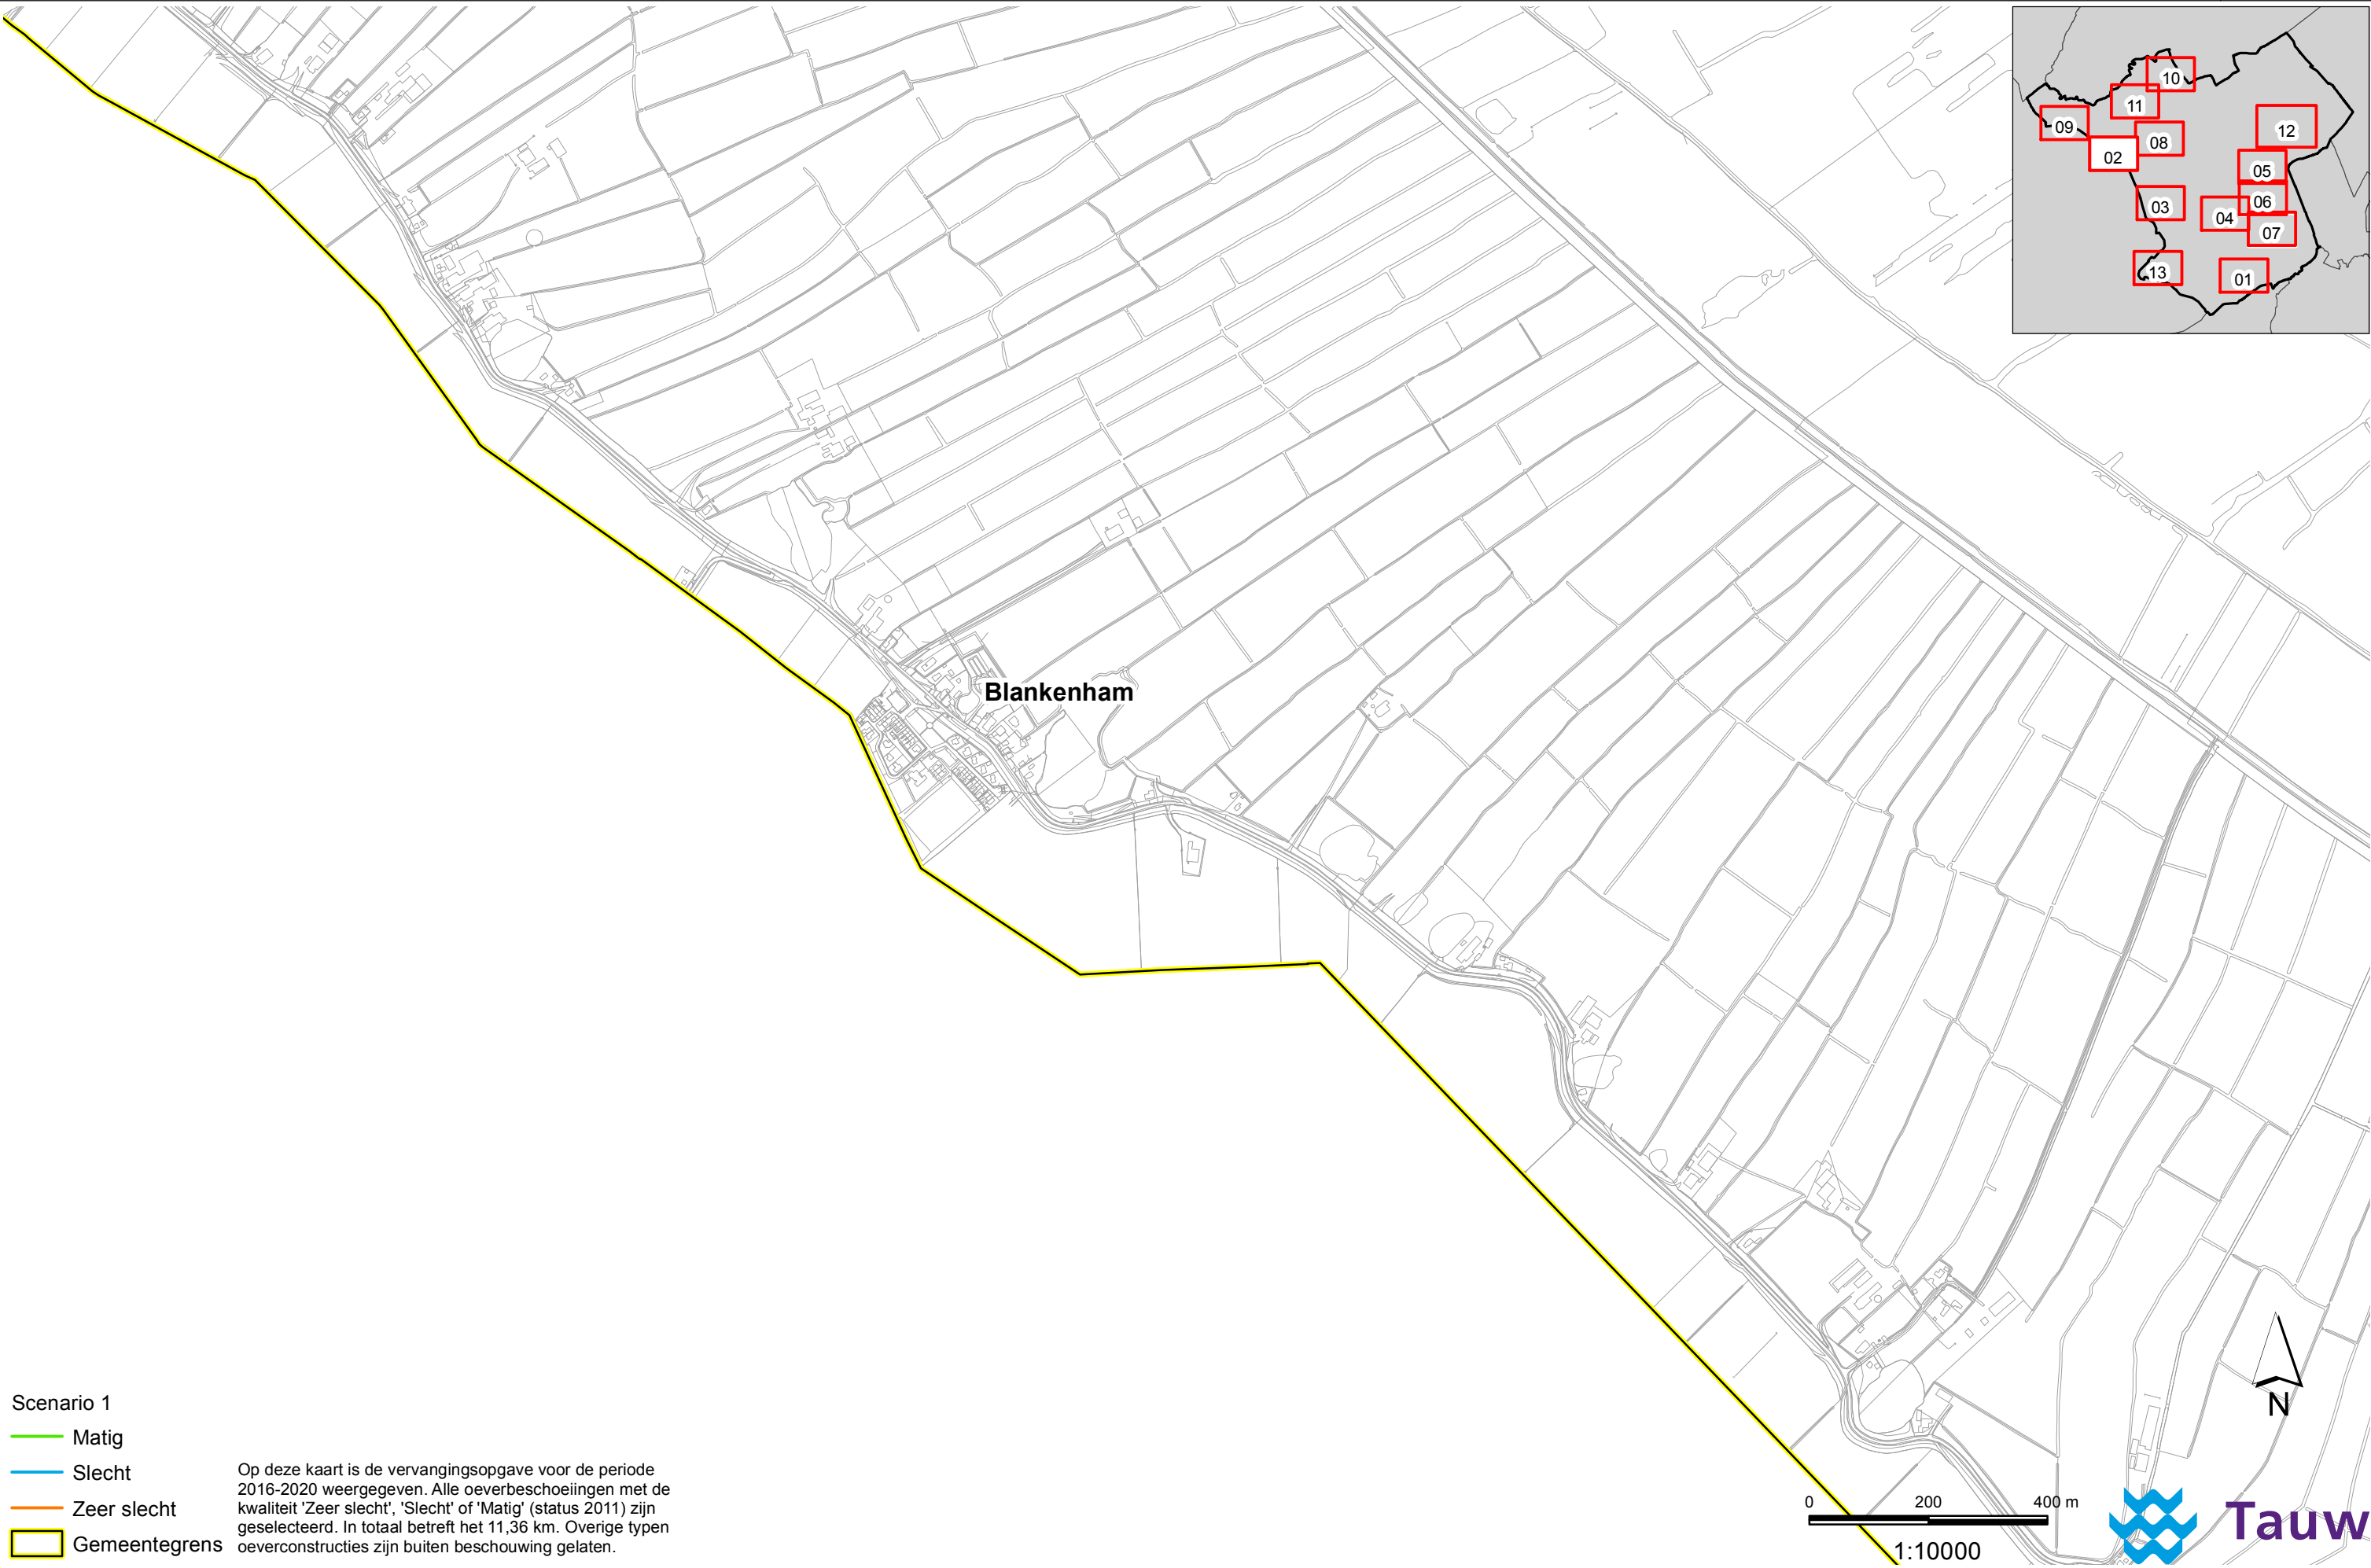 10
11
09
12
08
02
05
03
06
04
07
13
01
Blankenham
Scenario 1
Matig
Slecht
Zeer slecht
Gemeentegrens
Op deze kaart is de vervangingsopgave voor de periode
2016-2020 weergegeven. Alle oeverbeschoeiingen met de
kwaliteit 'Zeer slecht', 'Slecht' of 'Matig' (status 2011) zijn
geselecteerd. In totaal betreft het 11,36 km. Overige typen
oeverconstructies zijn buiten beschouwing gelaten.
N
0 200 400 m
1:10000
Tauw